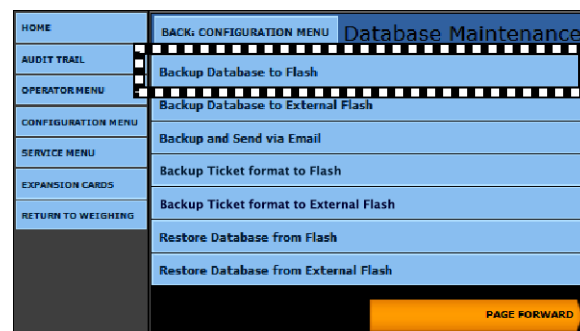 HOME
AUDIT TRAIL
OPERATOR MENU
CONFIGURATION MENU
SERVICE MENU
EXPANSION CARDS
RETURN TO WEIGHING
BACK: CONFIGURATION MENU
Database Maintenance
Backup Database to Flash
Backup Database to External Flash
Backup and Send via Email
Backup Ticket format to Flash
Backup Ticket format to External Flash
Restore Database from Flash
Restore Database from External Flash
PAGE FORWARD